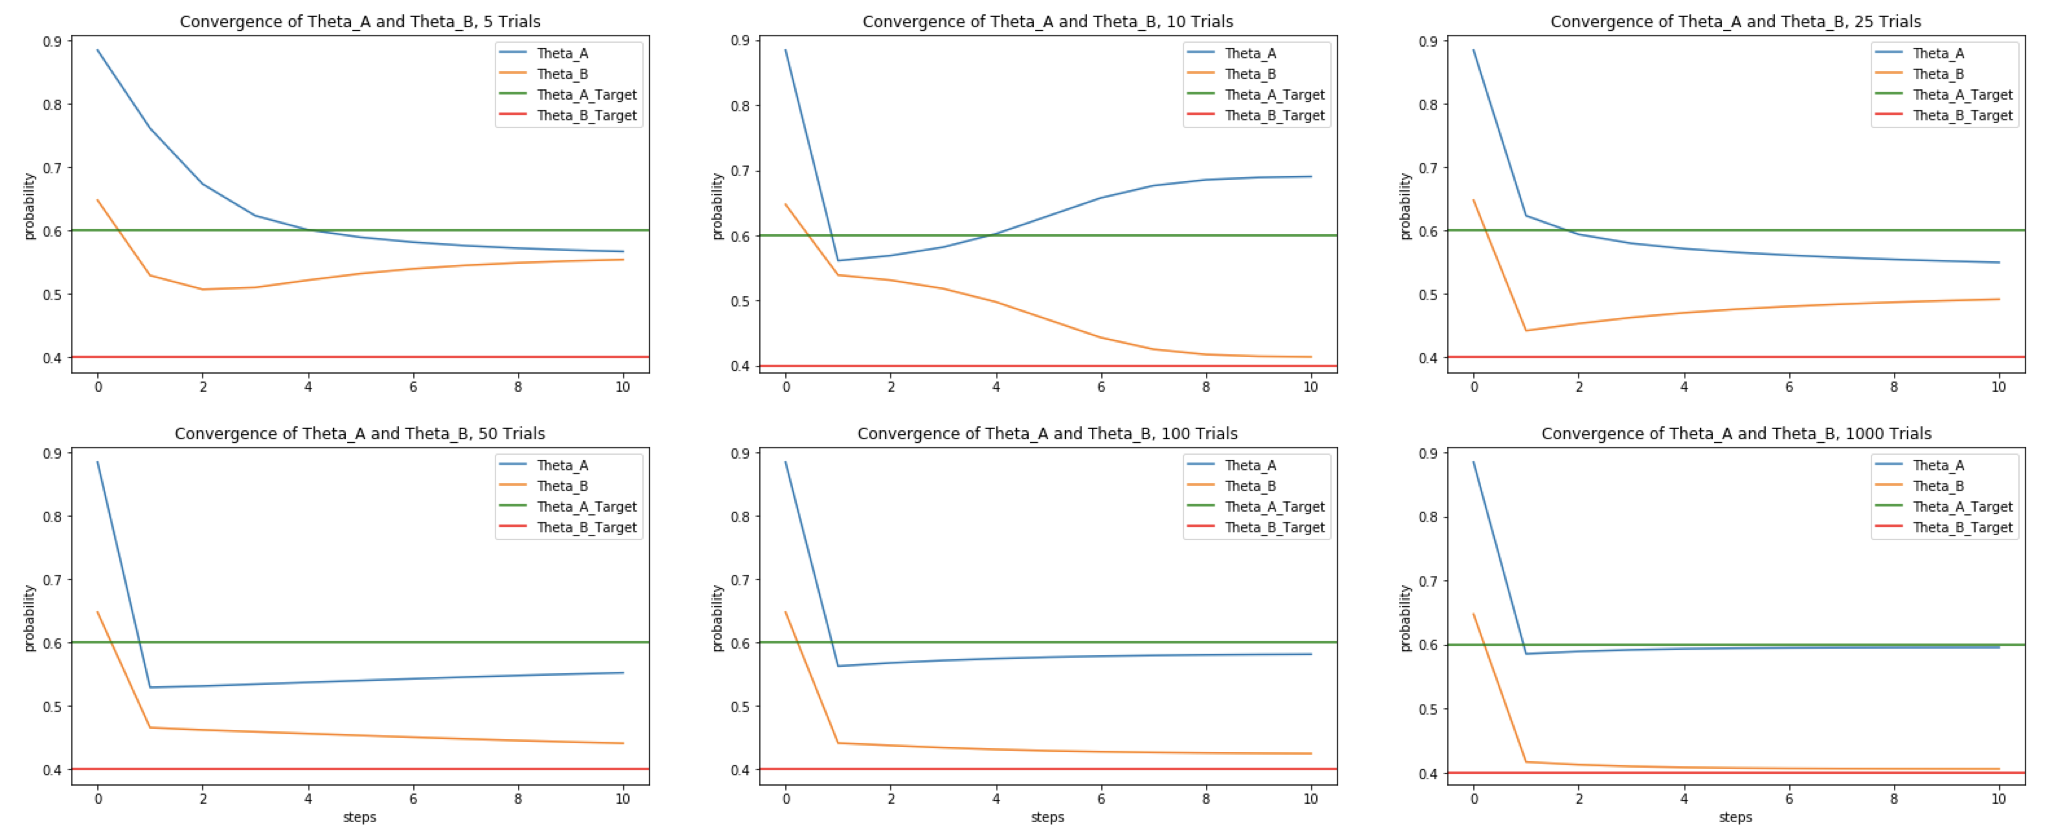 Convergence of Theta_A and Theta_B, 5 Trials
0.9
0.8
0.7
0.6
0.5
0.4
probability
0 2 4 6 8 10
Theta_A
Theta_B
Theta_A_Target
Theta_B_Target
Convergence of Theta_A and Theta_B, 10 Trials
0.9
0.8
0.7
0.6
0.5
0.4
probability
0 2 4 6 8 10
Theta_A
Theta_B
Theta_A_Target
Theta_B_Target
Convergence of Theta_A and Theta_B, 25 Trials
0.9
0.8
0.7
0.6
0.5
0.4
probability
0 2 4 6 8 10
Theta_A
Theta_B
Theta_A_Target
Theta_B_Target
Convergence of Theta_A and Theta_B, 50 Trials
0.9
0.8
0.7
0.6
0.5
0.4
probability
0 2 4 6 8 10
steps
Theta_A
Theta_B
Theta_A_Target
Theta_B_Target
Convergence of Theta_A and Theta_B, 100 Trials
0.9
0.8
0.7
0.6
0.5
0.4
probability
0 2 4 6 8 10
steps
Theta_A
Theta_B
Theta_A_Target
Theta_B_Target
Convergence of Theta_A and Theta_B, 1000 Trials
0.9
0.8
0.7
0.6
0.5
0.4
probability
0 2 4 6 8 10
steps
Theta_A
Theta_B
Theta_A_Target
Theta_B_Target